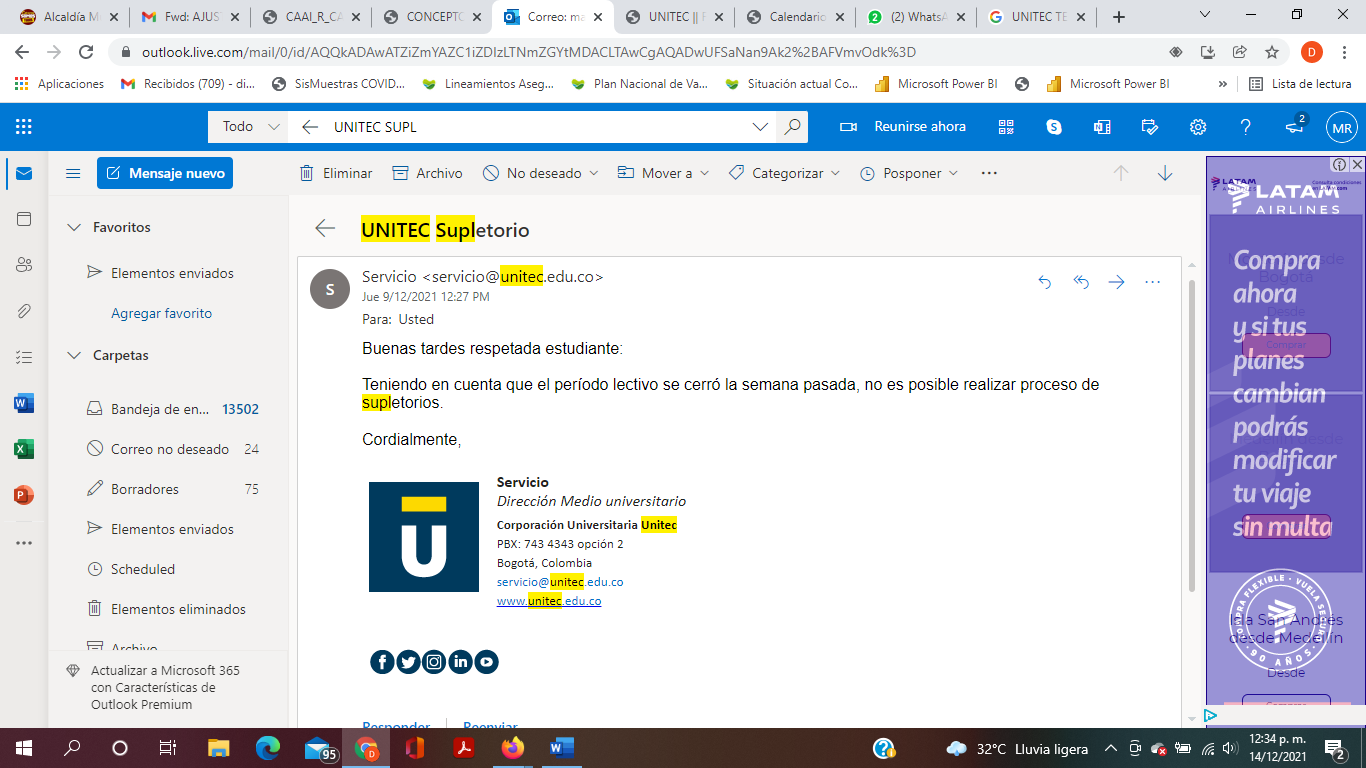 Alcaldía M
Fwd: AJUS
CAAI_R_CA
CONCEPTO
Correo: ma
UNITEC || F
Calendario
(2) WhatsA
UNITEC TE
outlook.live.com/mail/0/id/AQQkADAwATZiZmYAZC1iZDIzLTNmZGYtMDACLTAwCgAQADwUFSaNan9Ak2%2BAFVmvOdk%3D
D
Aplicaciones
Recibidos (709) - di...
SisMuestras COVID...
Lineamientos Aseg...
Plan Nacional de Va...
Situación actual Co...
Microsoft Power BI
Microsoft Power BI
»
Lista de lectura
Todo
UNITEC SUPL
Reunirse ahora
2
MR
Mensaje nuevo
Eliminar
Archivo
No deseado
Mover a
Categorizar
Posponer
Favoritos
Elementos enviados
Agregar favorito
Carpetas
Bandeja de en... 13502
Correo no deseado 24
Borradores 75
Elementos enviados
Scheduled
Elementos eliminados
Archivo
Actualizar a Microsoft 365
con Características de
Outlook Premium
UNITEC Supletorio
S
Servicio <servicio@unitec.edu.co>
Jue 9/12/2021 12:27 PM
Para: Usted
Buenas tardes respetada estudiante:
Teniendo en cuenta que el período lectivo se cerró la semana pasada, no es posible realizar proceso de
supletorios.
Cordialmente,
Servicio
Dirección Medio universitario
Corporación Universitaria Unitec
PBX: 743 4343 opción 2
Bogotá, Colombia
servicio@unitec.edu.co
www.unitec.edu.co
Responder
Reenviar
LATAM
AIRLINES
Compra
ahora
y si tus
planes
cambian
podrás
modificar
tu viaje
sin multa
COMPRA FLEXIBLE · VUELA SEGURO
90 AÑOS
Isla San Andrés
desde Medellín
Desde
95
32°C Lluvia ligera
12:34 p. m.
14/12/2021
2